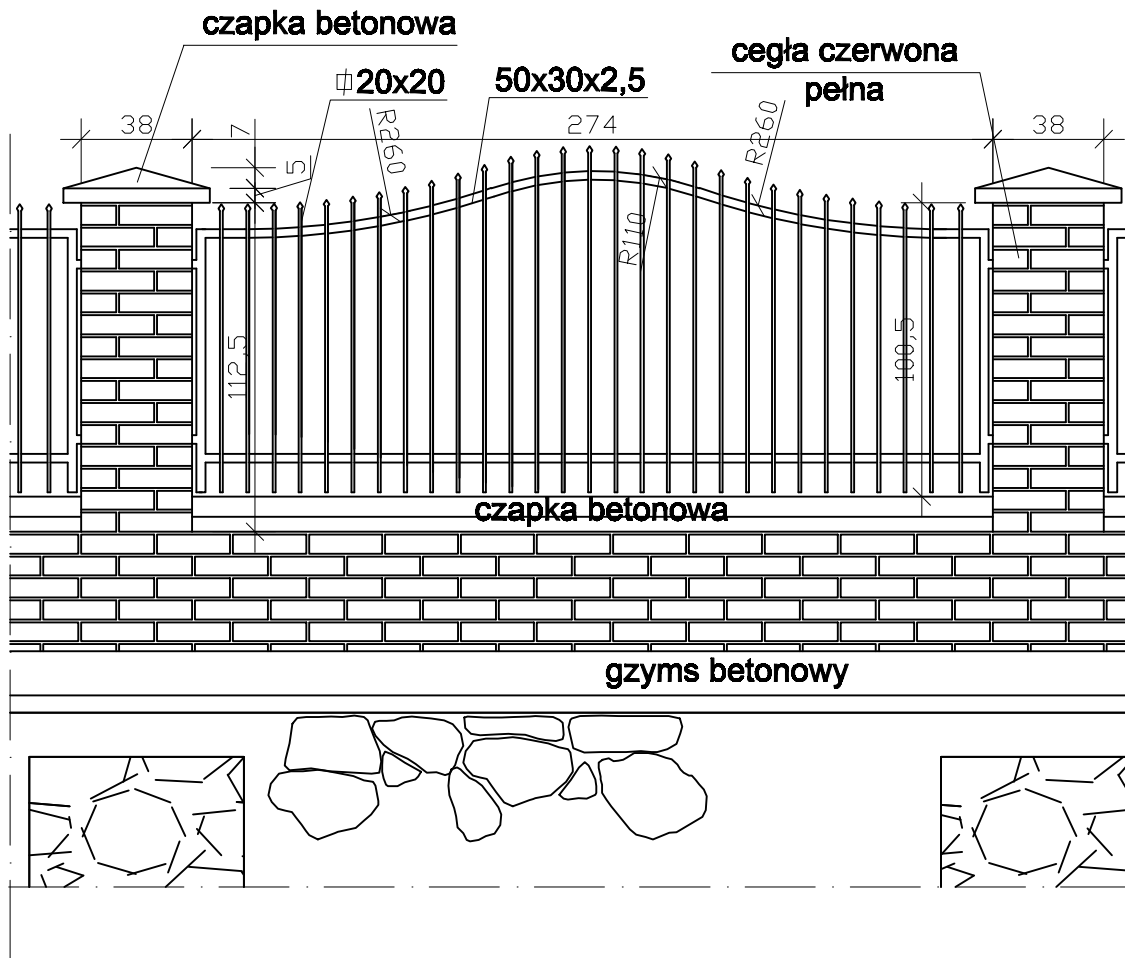 czapka betonowa
cegła czerwona
pełna
20x20
50x30x2,5
38
7
5
R260
274
R260
38
R110
112,5
100,5
czapka betonowa
gzyms betonowy